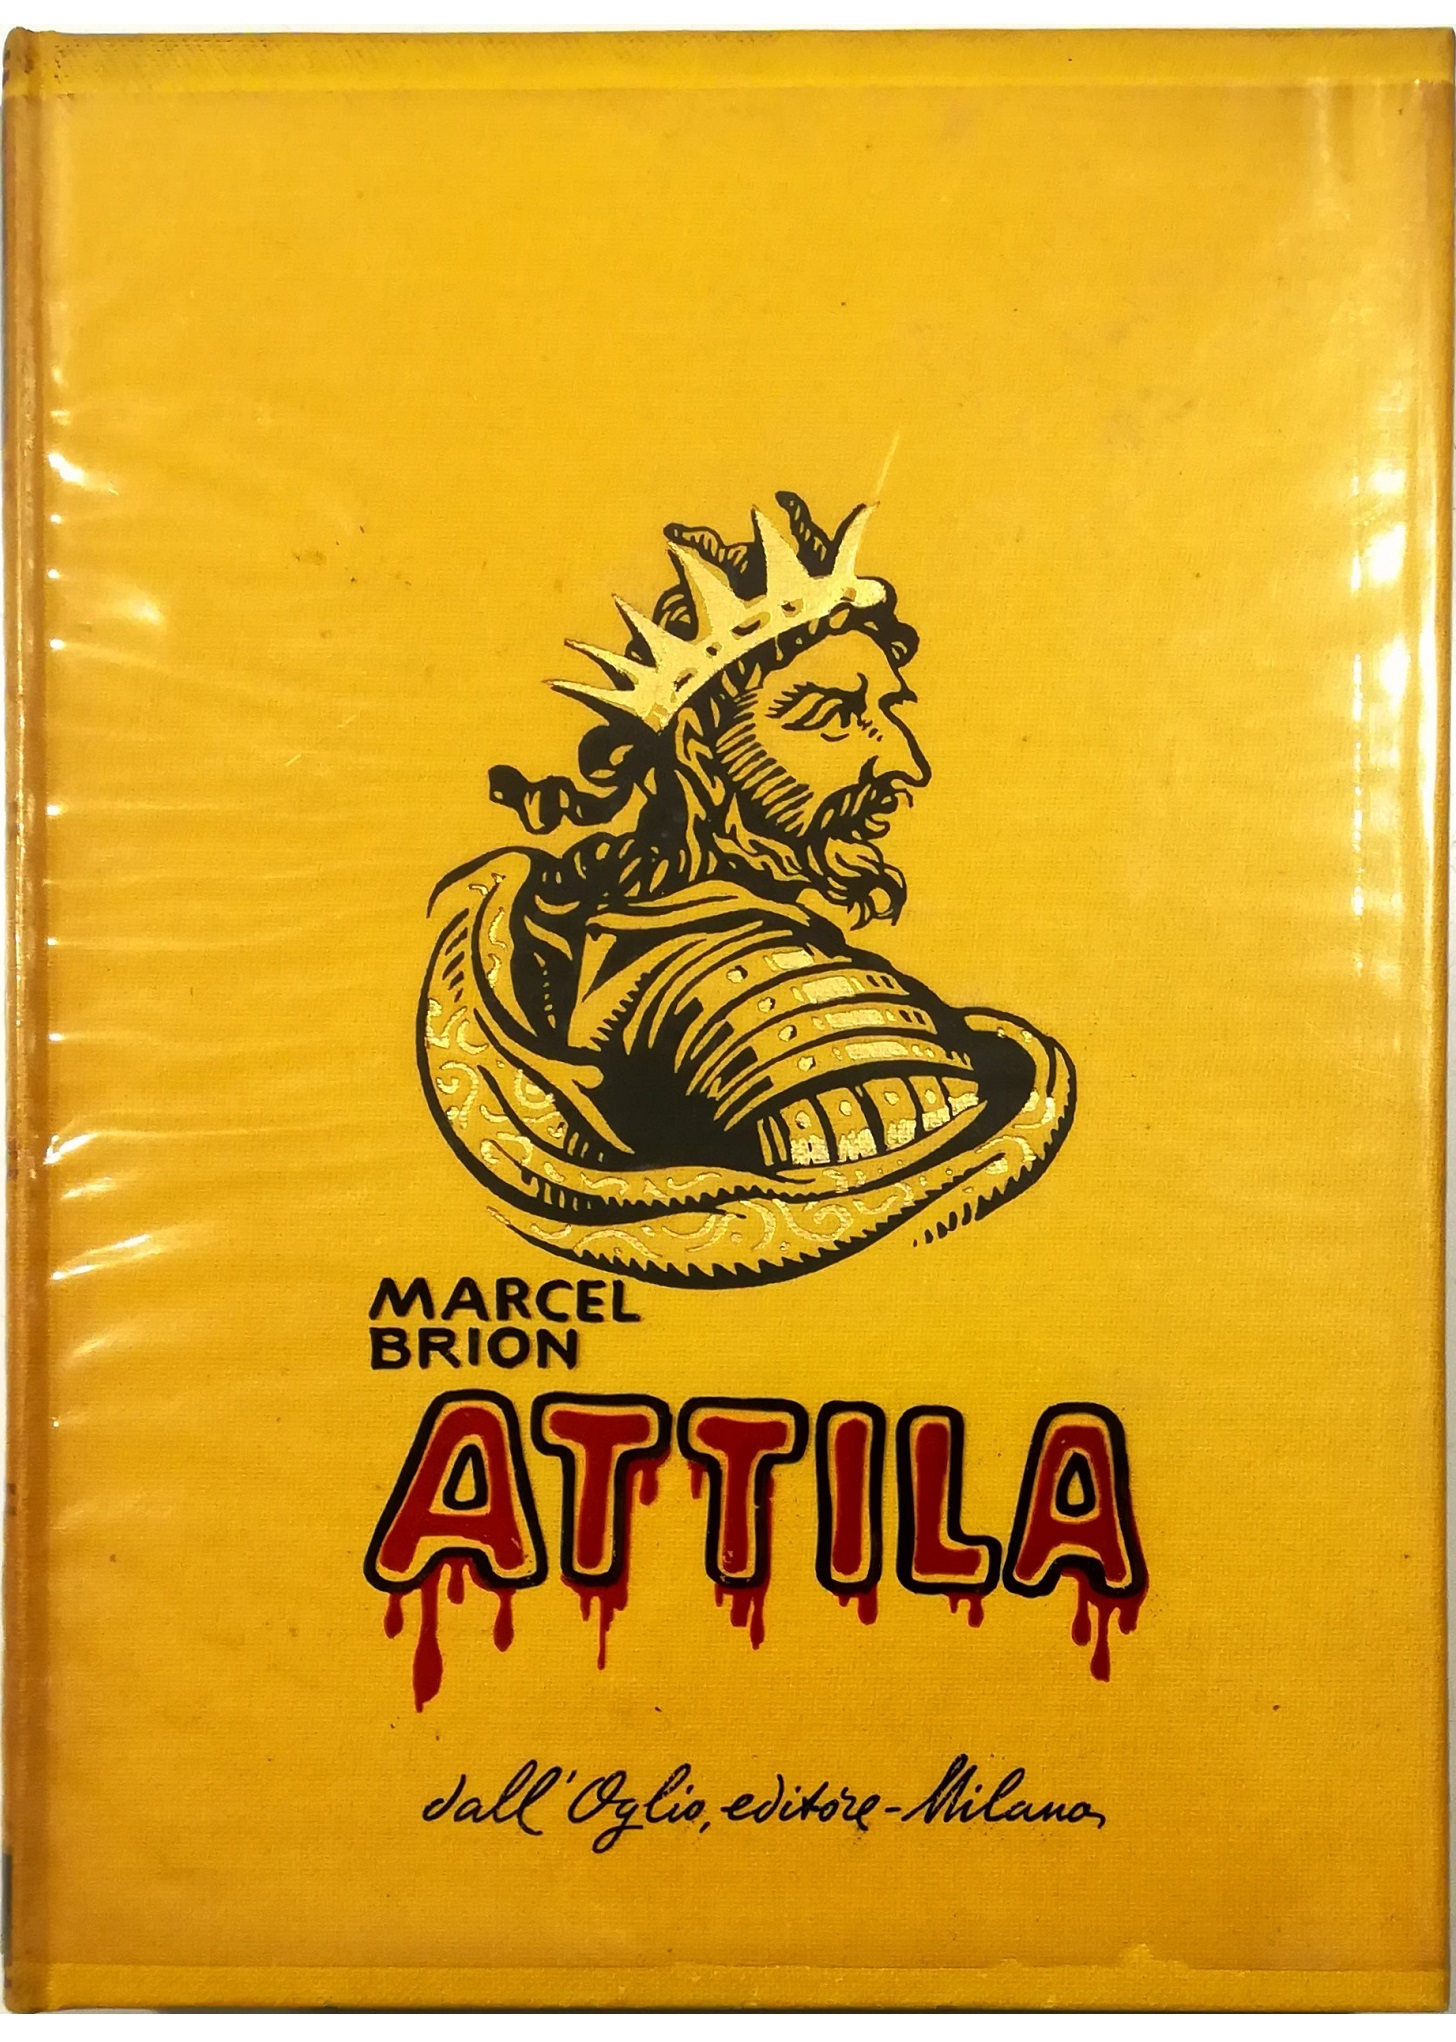 MARCEL
BRION
ATTILA
dall'Oglio, editore - Milano